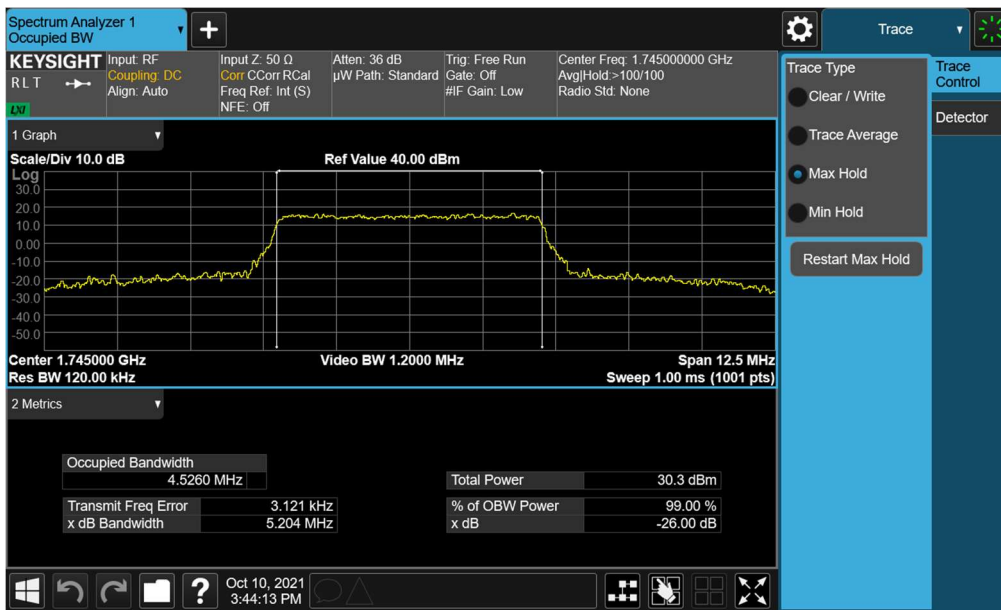 Spectrum Analyzer 1
Occupied BW
Trace
KEYSIGHT
R L T
LXI
Input: RF
Coupling: DC
Align: Auto
Input Z: 50 Ω
Corr CCorr RCal
Freq Ref: Int (S)
NFE: Off
Atten: 36 dB
µW Path: Standard
Trig: Free Run
Gate: Off
#IF Gain: Low
Center Freq: 1.745000000 GHz
Avg|Hold:>100/100
Radio Std: None
1 Graph
Scale/Div 10.0 dB
Ref Value 40.00 dBm
Log
30.0
20.0
10.0
0.00
-10.0
-20.0
-30.0
-40.0
-50.0
Center 1.745000 GHz
Video BW 1.2000 MHz
Span 12.5 MHz
Res BW 120.00 kHz
Sweep 1.00 ms (1001 pts)
2 Metrics
Occupied Bandwidth
4.5260 MHz
Total Power 30.3 dBm
Transmit Freq Error 3.121 kHz
% of OBW Power 99.00 %
x dB Bandwidth 5.204 MHz
x dB -26.00 dB
Oct 10, 2021
3:44:13 PM
Trace Type
Clear / Write
Trace Average
Max Hold
Min Hold
Restart Max Hold
Trace
Control
Detector